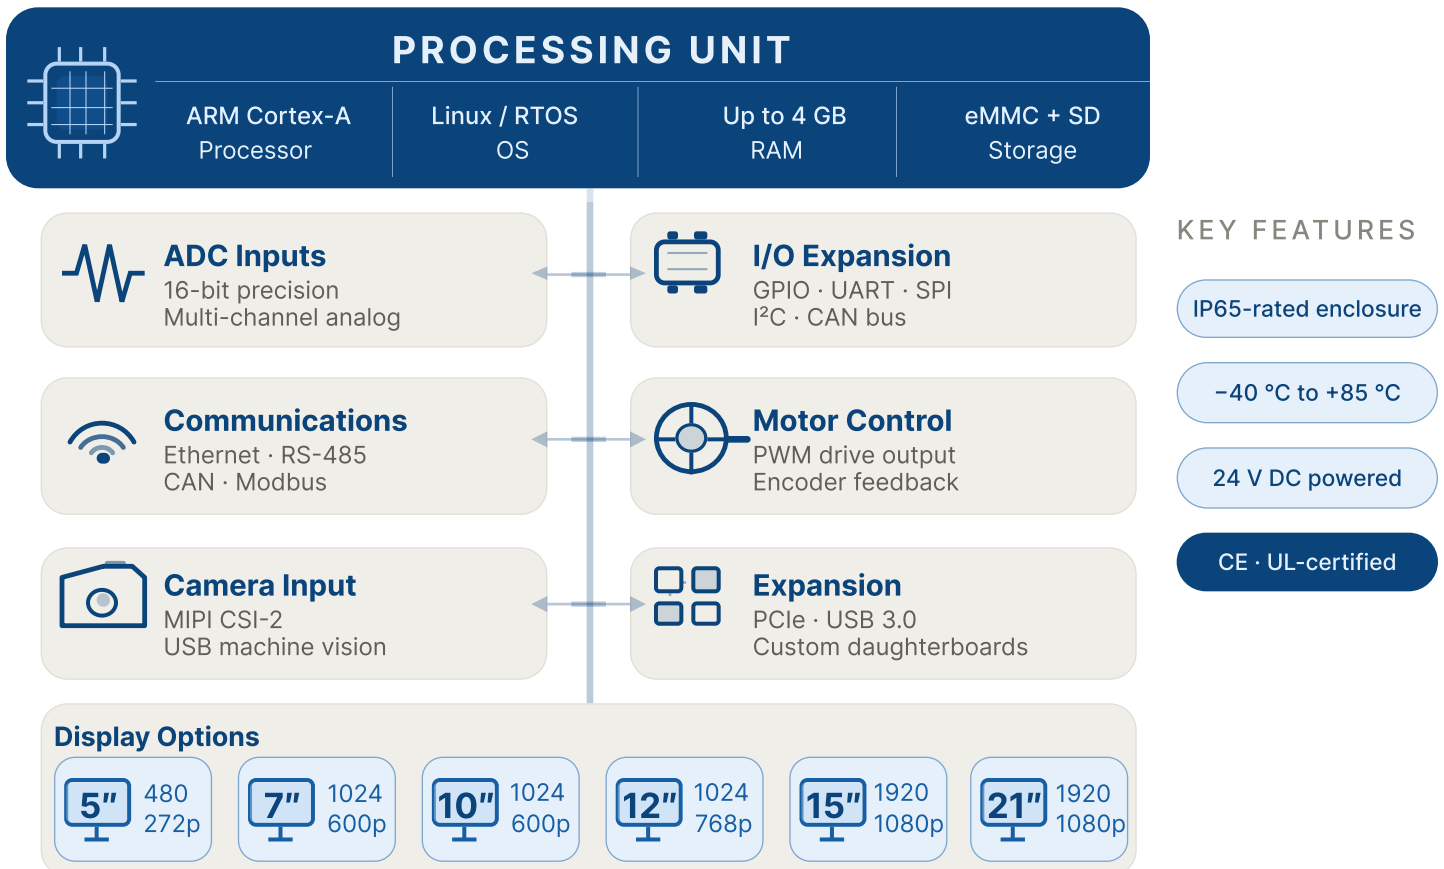 PROCESSING UNIT
ARM Cortex-A
Processor
Linux / RTOS
OS
Up to 4 GB
RAM
eMMC + SD
Storage
ADC Inputs
16-bit precision
Multi-channel analog
I/O Expansion
GPIO · UART · SPI
I²C · CAN bus
Communications
Ethernet · RS-485
CAN · Modbus
Motor Control
PWM drive output
Encoder feedback
Camera Input
MIPI CSI-2
USB machine vision
Expansion
PCIe · USB 3.0
Custom daughterboards
KEY FEATURES
IP65-rated enclosure
−40 °C to +85 °C
24 V DC powered
CE · UL-certified
Display Options
5″
480
272p
7″
1024
600p
10″
1024
600p
12″
1024
768p
15″
1920
1080p
21″
1920
1080p